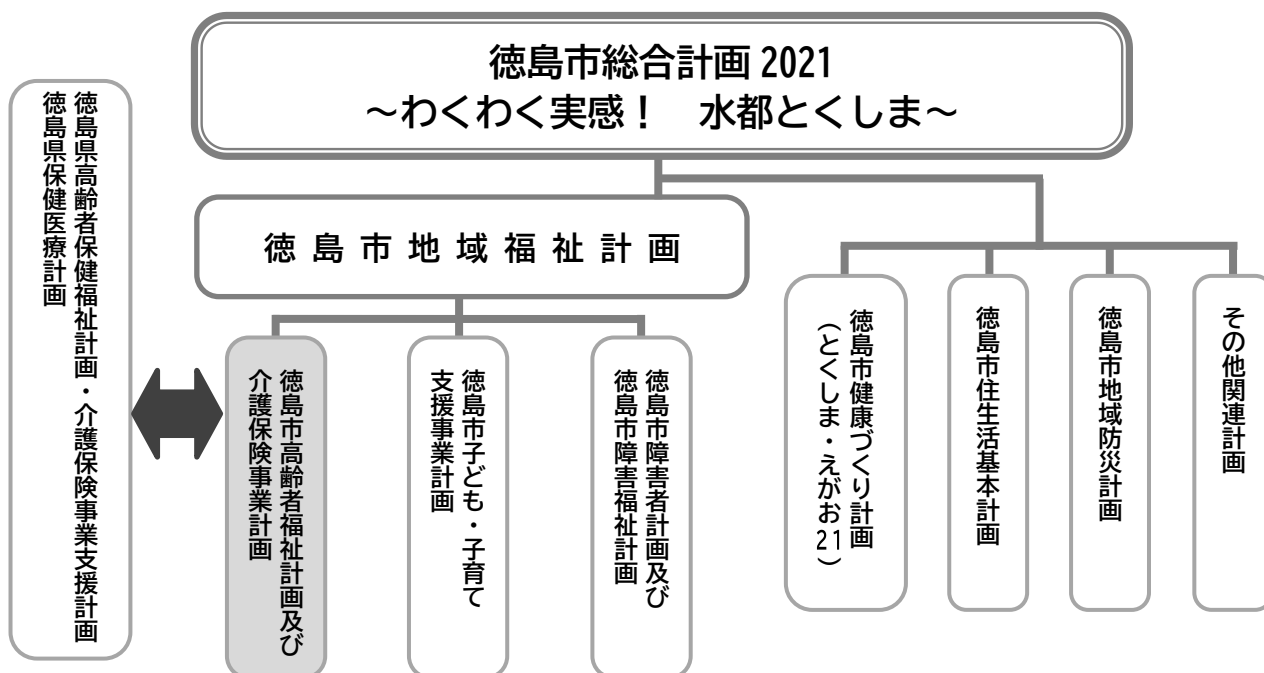 徳島市総合計画 2021
~わくわく実感! 水都とくしま~
徳島県高齢者保健福祉計画・介護保険事業支援計画
徳島県保健医療計画
徳島市地域福祉計画
徳島市高齢者福祉計画及び
介護保険事業計画
徳島市子ども・子育て
支援事業計画
徳島市障害者計画及び
徳島市障害福祉計画
徳島市健康づくり計画
(とくしま・えがお21)
徳島市住生活基本計画
徳島市地域防災計画
その他関連計画